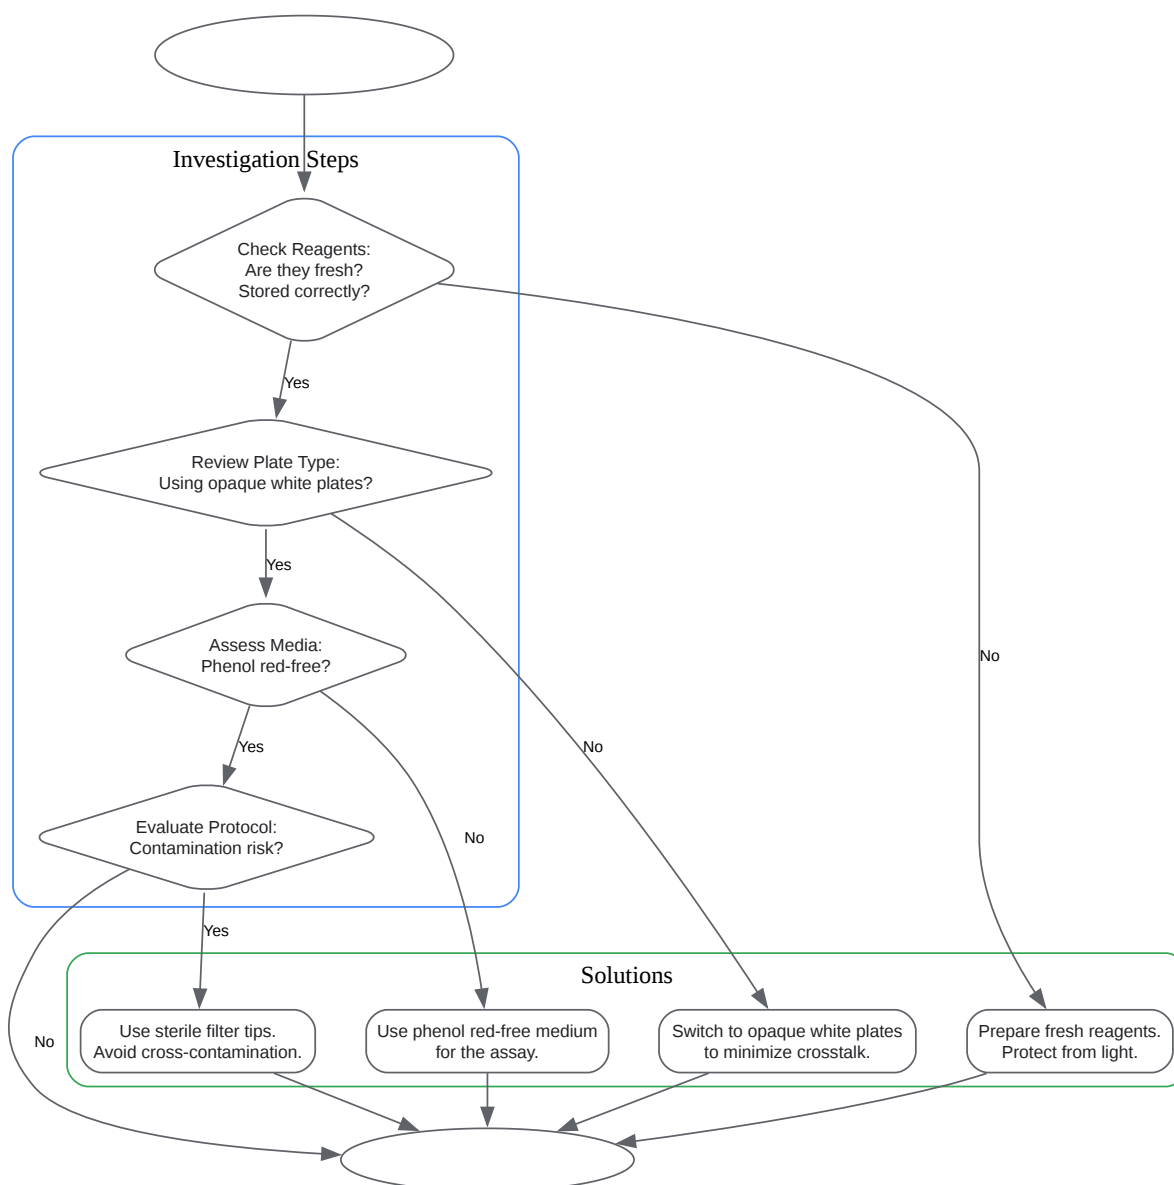 Investigation Steps
Check Reagents:
Are they fresh?
Stored correctly?
Yes
Review Plate Type:
Using opaque white plates?
Yes
Assess Media:
Phenol red-free?
No
Yes
No
Evaluate Protocol:
Contamination risk?
No
Yes
Solutions
No
Use sterile filter tips.
Avoid cross-contamination.
Use phenol red-free medium
for the assay.
Switch to opaque white plates
to minimize crosstalk.
Prepare fresh reagents.
Protect from light.